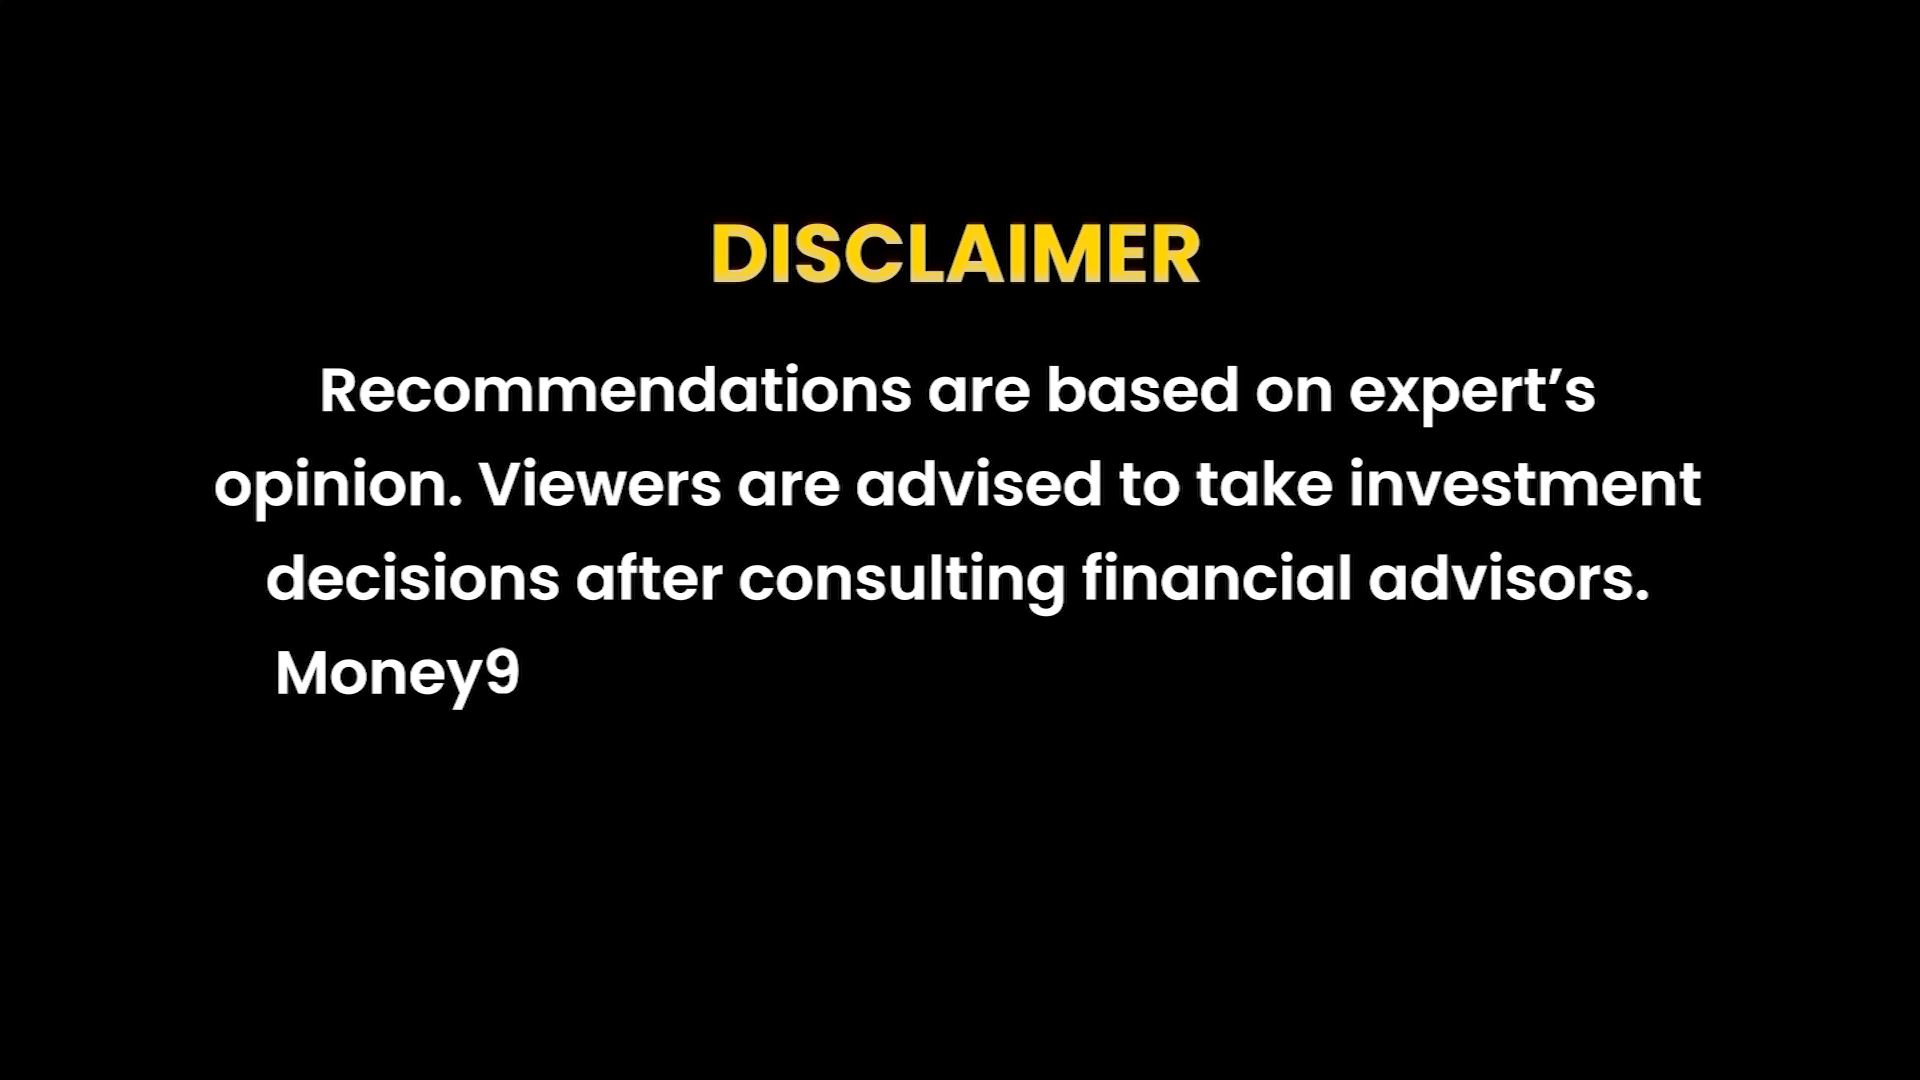 DISCLAIMER
Recommendations are based on expert’s
opinion. Viewers are advised to take investment
decisions after consulting financial advisors.
Money9